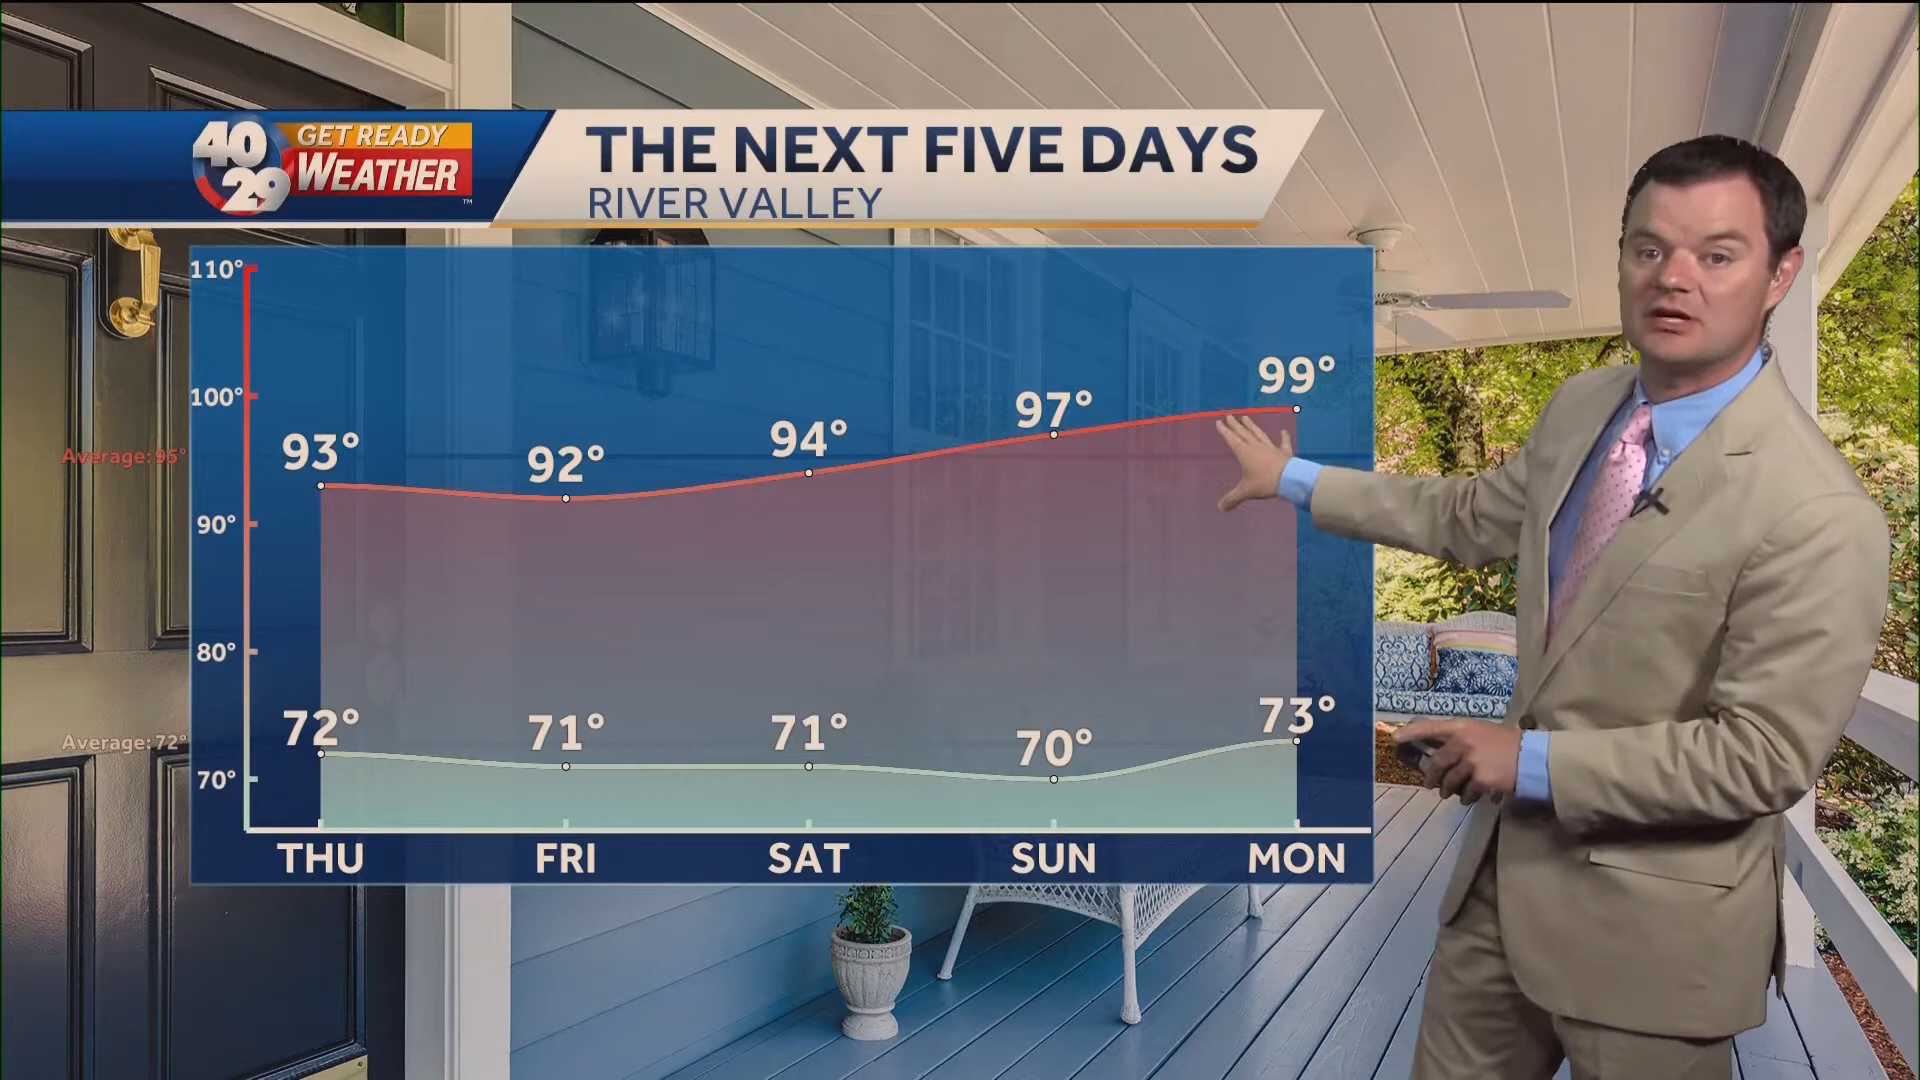 40
29
GET READY
WEATHER™
THE NEXT FIVE DAYS
RIVER VALLEY
110°
100°
Average: 95°
90°
80°
Average: 72°
70°
93° 92° 94° 97° 99°
72° 71° 71° 70° 73°
THU FRI SAT SUN MON